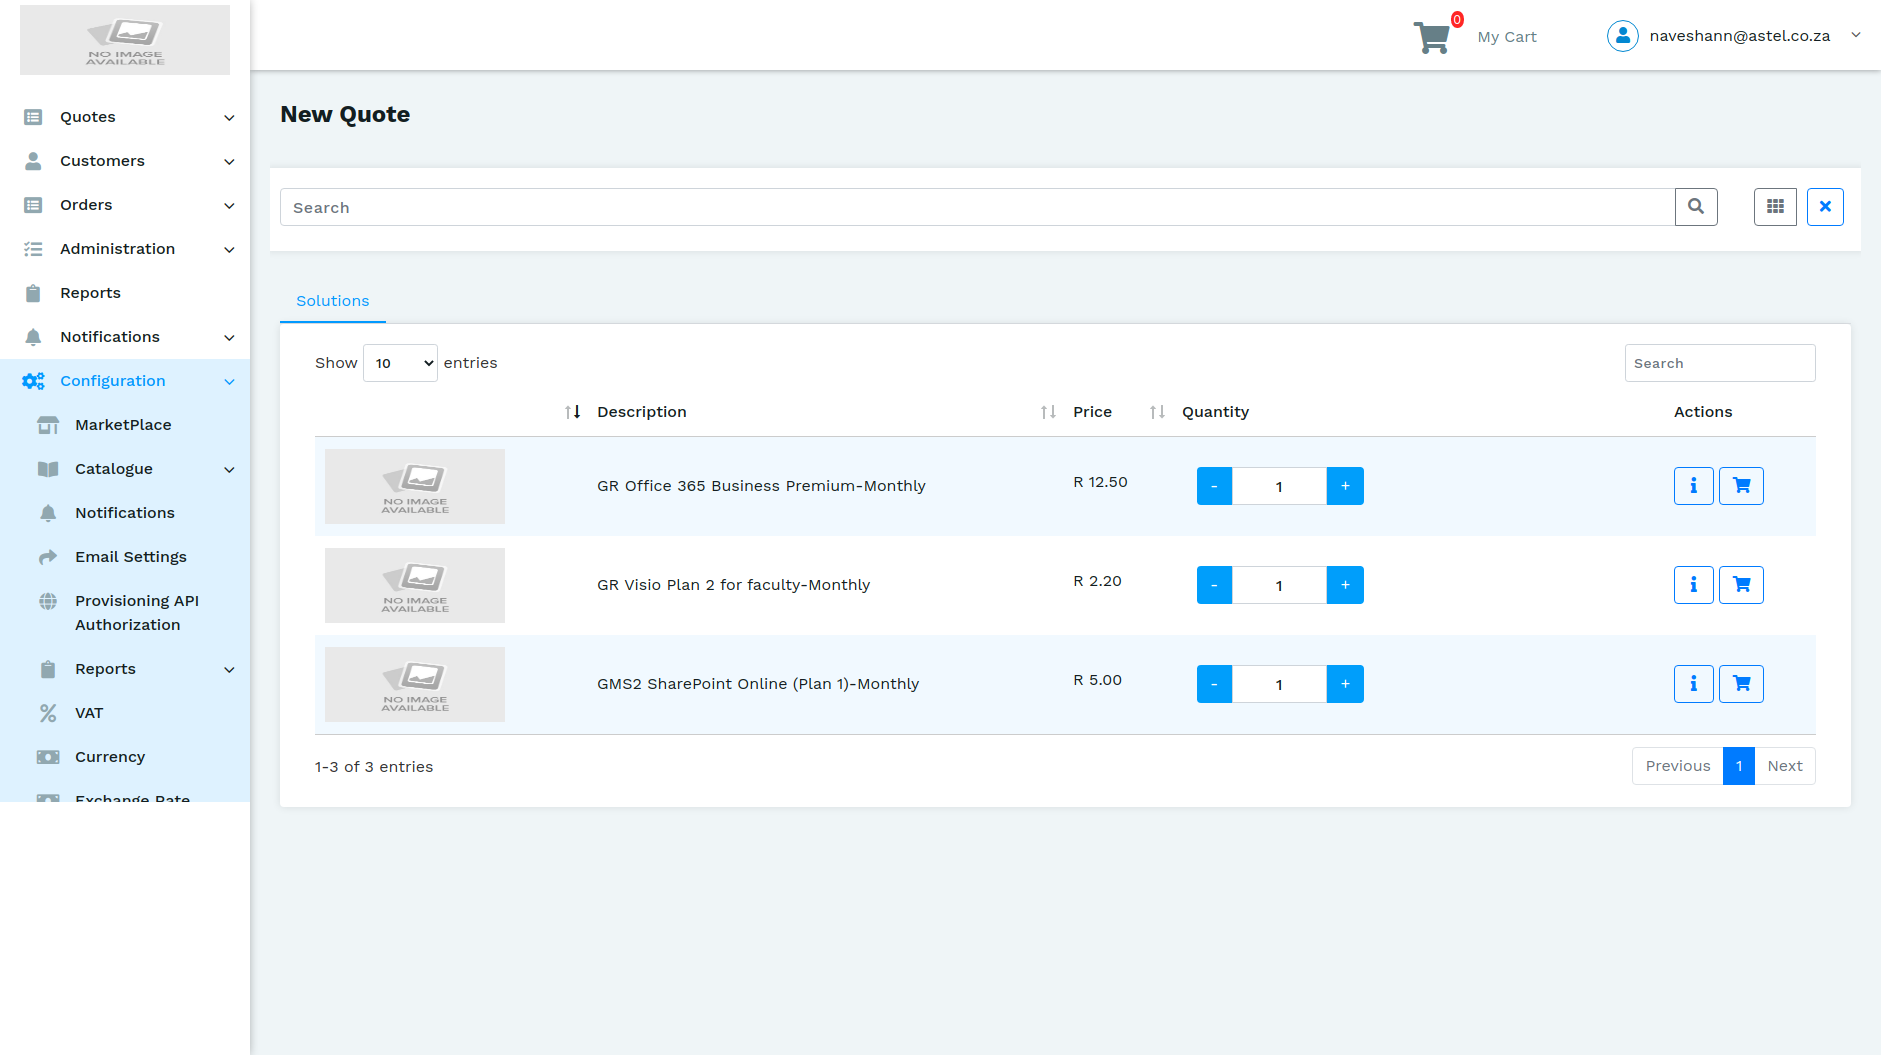 NO IMAGE
AVAILABLE
0
My Cart
naveshann@astel.co.za
Quotes
Customers
Orders
Administration
Reports
Notifications
Configuration
MarketPlace
Catalogue
Notifications
Email Settings
Provisioning API
Authorization
Reports
VAT
Currency
Exchange Rate
New Quote
Search
Solutions
Show 10 entries
Search
Description Price Quantity Actions
NO IMAGE
AVAILABLE
GR Office 365 Business Premium-Monthly R 12.50 - 1 +
NO IMAGE
AVAILABLE
GR Visio Plan 2 for faculty-Monthly R 2.20 - 1 +
NO IMAGE
AVAILABLE
GMS2 SharePoint Online (Plan 1)-Monthly R 5.00 - 1 +
1-3 of 3 entries
Previous 1 Next